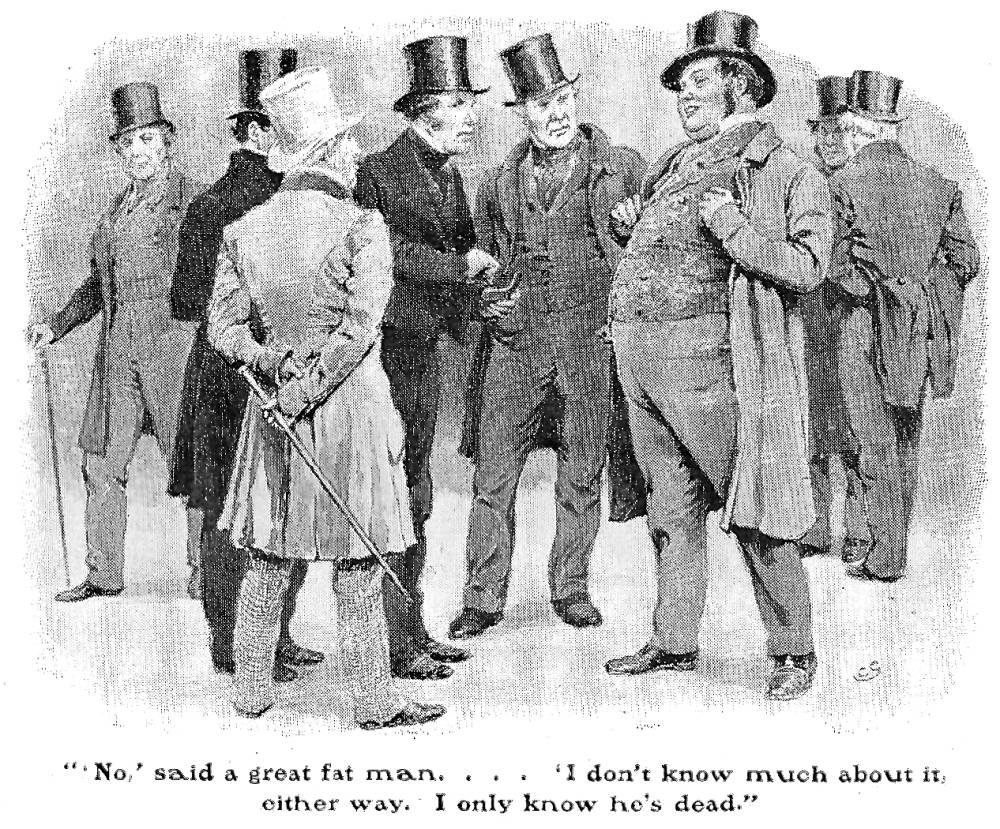 "'No,' said a great fat man. . . . . 'I don't know much about it,
either way. I only know he's dead."